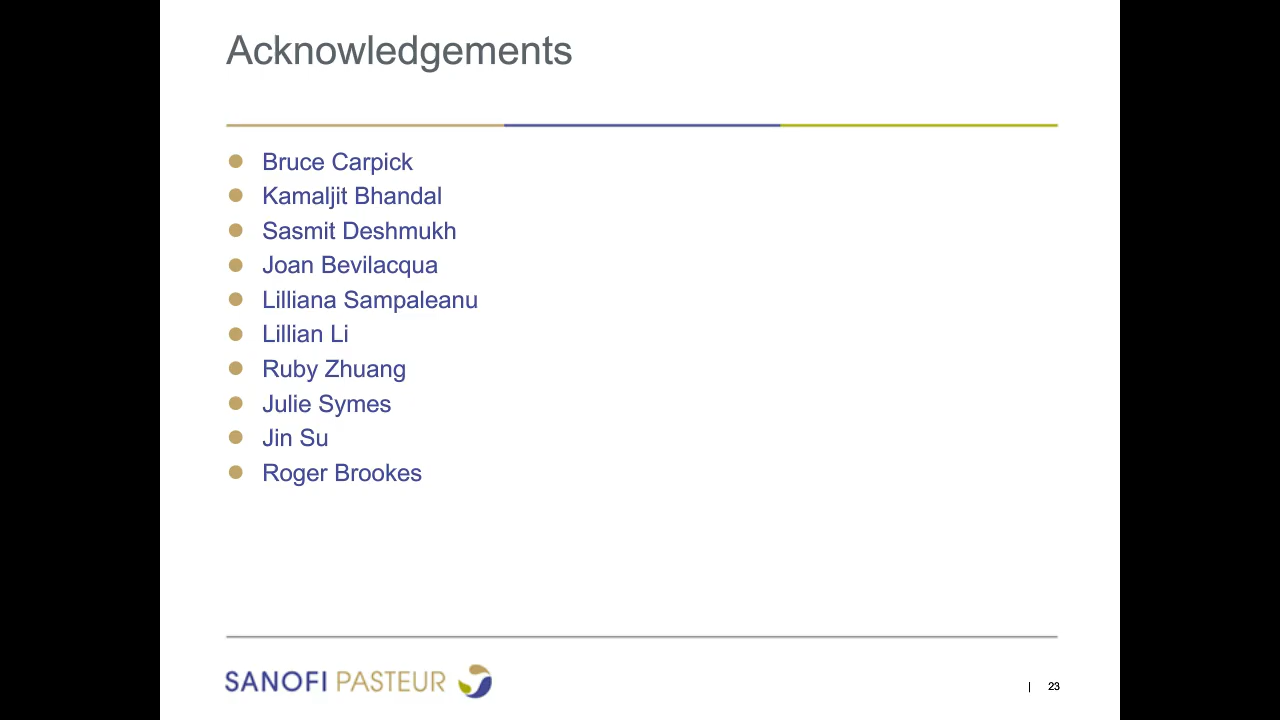 Acknowledgements
Bruce Carpick
Kamaljit Bhandal
Sasmit Deshmukh
Joan Bevilacqua
Lilliana Sampaleanu
Lillian Li
Ruby Zhuang
Julie Symes
Jin Su
Roger Brookes
SANOFI PASTEUR
| 23